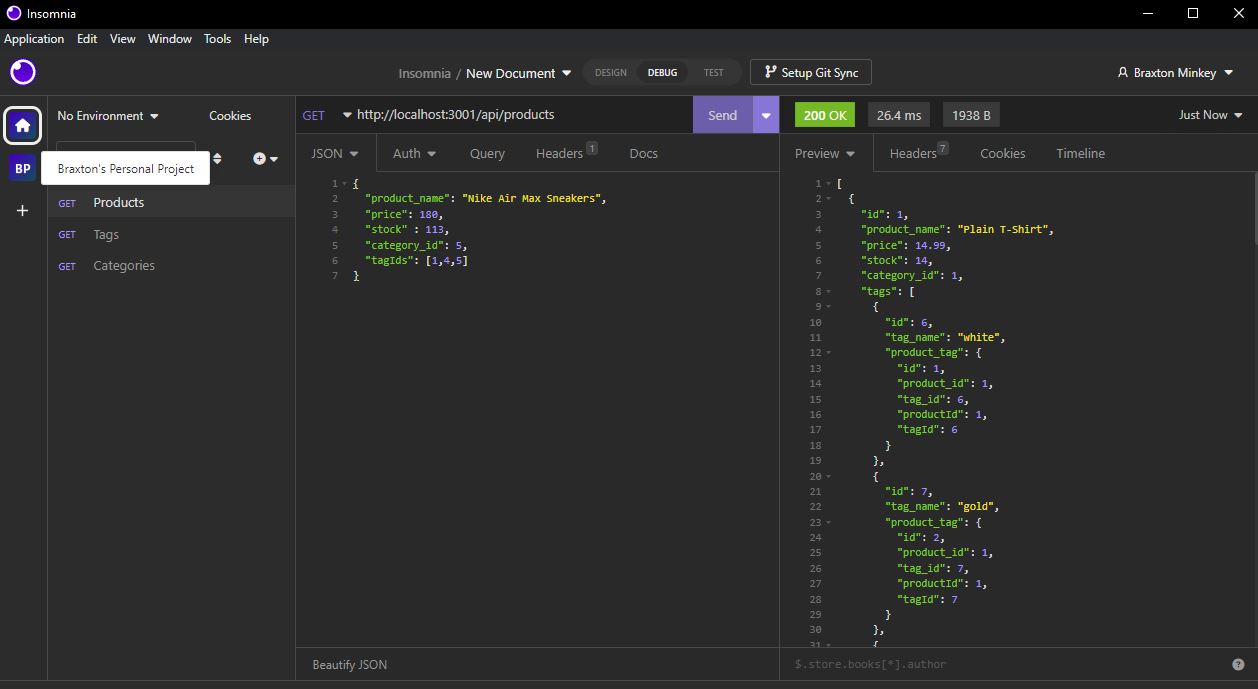 Insomnia
Application Edit View Window Tools Help
Insomnia / New Document DESIGN DEBUG TEST Setup Git Sync Braxton Minkey
No Environment Cookies
BP Braxton's Personal Project
GET Products
GET Tags
GET Categories
GET http://localhost:3001/api/products Send
JSON Auth Query Headers 1 Docs
1 {
2 "product_name": "Nike Air Max Sneakers",
3 "price": 180,
4 "stock" : 113,
5 "category_id": 5,
6 "tagIds": [1,4,5]
7 }
Beautify JSON
200 OK 26.4 ms 1938 B Just Now
Preview Headers 7 Cookies Timeline
1 [
2 {
3 "id": 1,
4 "product_name": "Plain T-Shirt",
5 "price": 14.99,
6 "stock": 14,
7 "category_id": 1,
8 "tags": [
9 {
10 "id": 6,
11 "tag_name": "white",
12 "product_tag": {
13 "id": 1,
14 "product_id": 1,
15 "tag_id": 6,
16 "productId": 1,
17 "tagId": 6
18 }
19 },
20 {
21 "id": 7,
22 "tag_name": "gold",
23 "product_tag": {
24 "id": 2,
25 "product_id": 1,
26 "tag_id": 7,
27 "productId": 1,
28 "tagId": 7
29 }
30 },
31 {
$.store.books[*].author